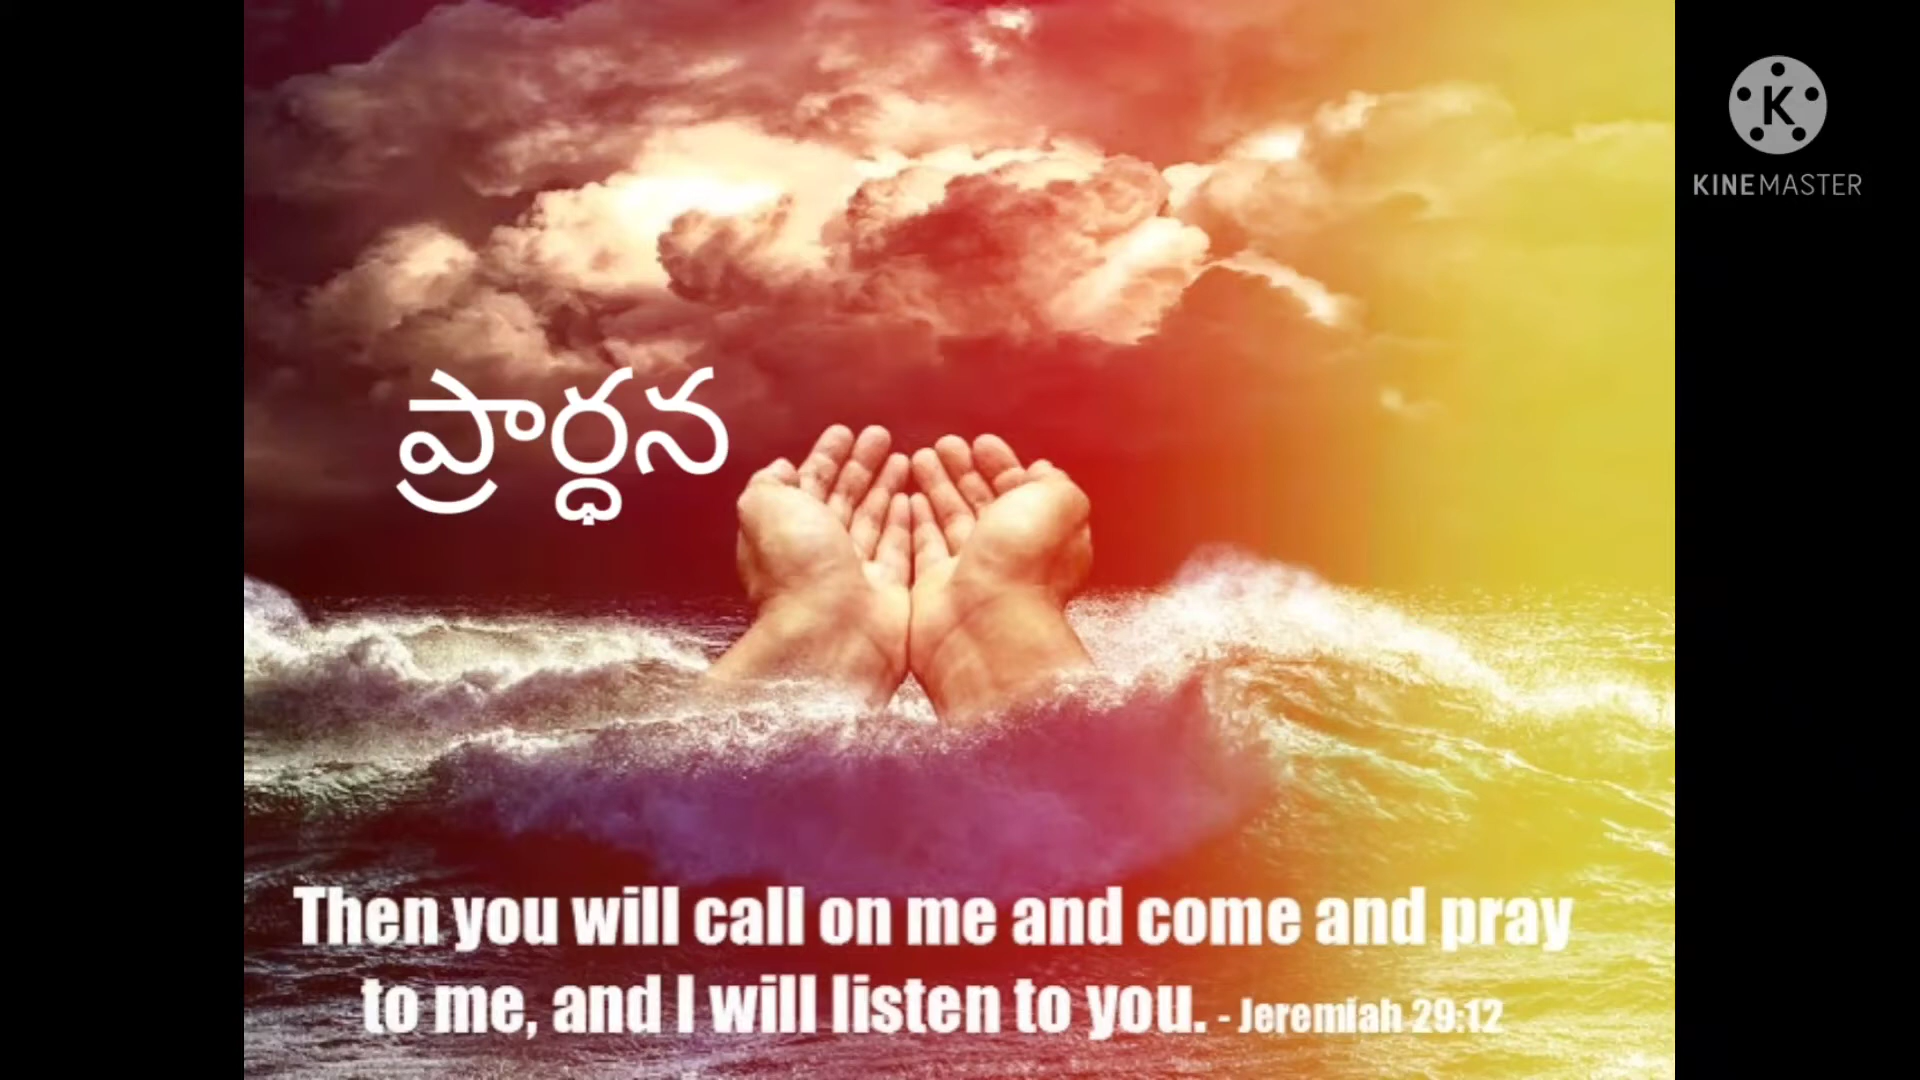 KINEMASTER
ప్రార్ధన
Then you will call on me and come and pray
to me, and I will listen to you. - Jeremiah 29:12